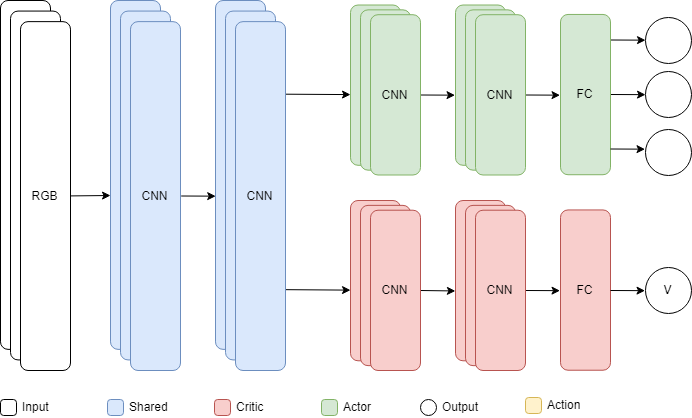 RGB
CNN
CNN
CNN
CNN
FC
CNN
CNN
FC
V
Input
Shared
Critic
Actor
Output
Action